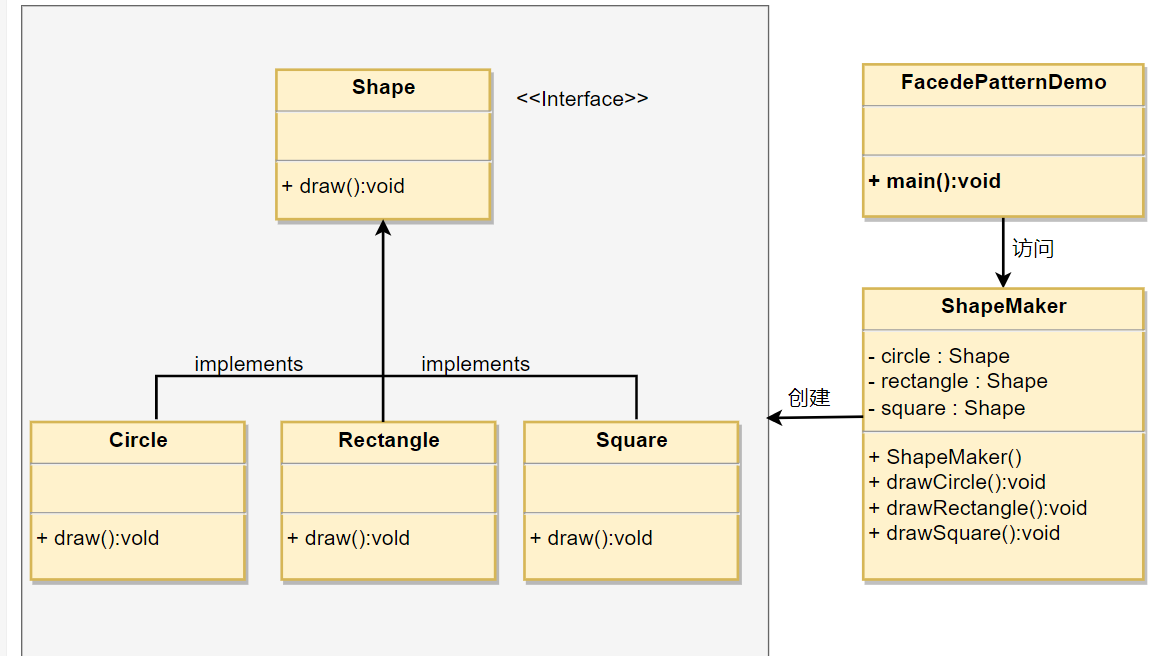 Shape
<<Interface>>
+ draw():void
implements
implements
Circle
+ draw():vold
Rectangle
+ draw():vold
Square
+ draw():vold
FacedePatternDemo
+ main():void
访问
ShapeMaker
- circle : Shape
- rectangle : Shape
- square : Shape
创建
+ ShapeMaker()
+ drawCircle():void
+ drawRectangle():void
+ drawSquare():void